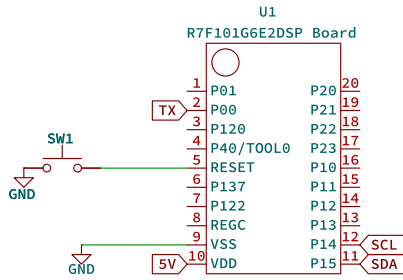 U1
R7F101G6E2DSP Board
1 P01 P20 20
TX 2 P00 P21 19
3 P120 P22 18
SW1 4 P40/TOOL0 P23 17
5 RESET P10 16
GND 6 P137 P11 15
7 P122 P12 14
8 REGC P13 13
9 VSS P14 12 SCL
GND 5V 10 VDD P15 11 SDA